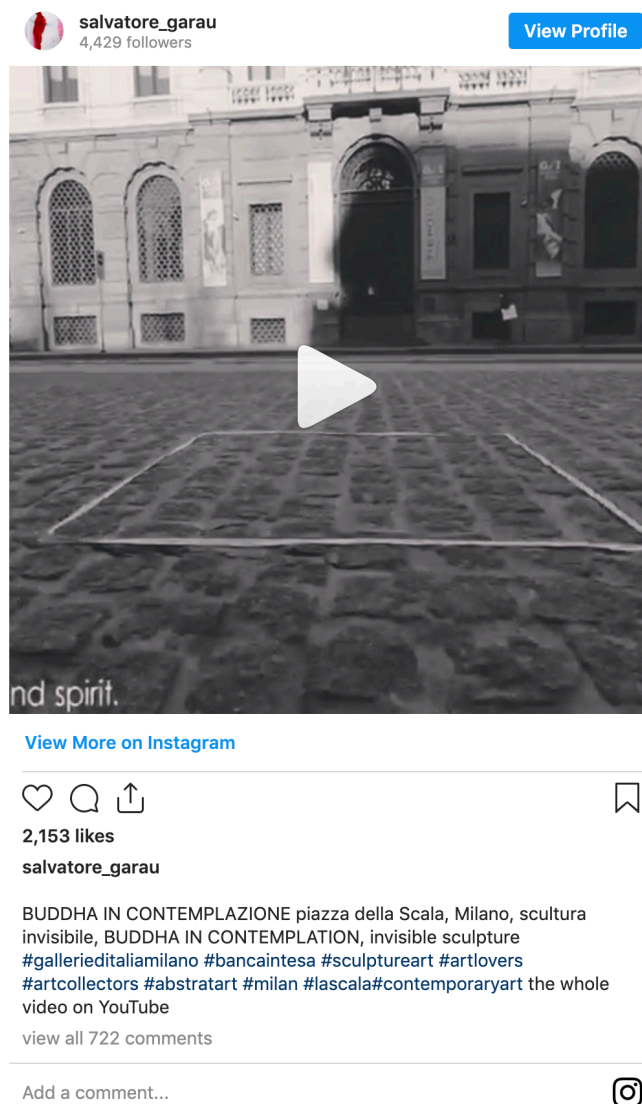 salvatore_garau
4,429 followers
View Profile
G/I
G/I
nd spirit.
View More on Instagram
2,153 likes
salvatore_garau
BUDDHA IN CONTEMPLAZIONE piazza della Scala, Milano, scultura
invisibile, BUDDHA IN CONTEMPLATION, invisible sculpture
#gallerieditaliamilano #bancaintesa #sculptureart #artlovers
#artcollectors #abstratart #milan #lascala#contemporaryart the whole
video on YouTube
view all 722 comments
Add a comment...